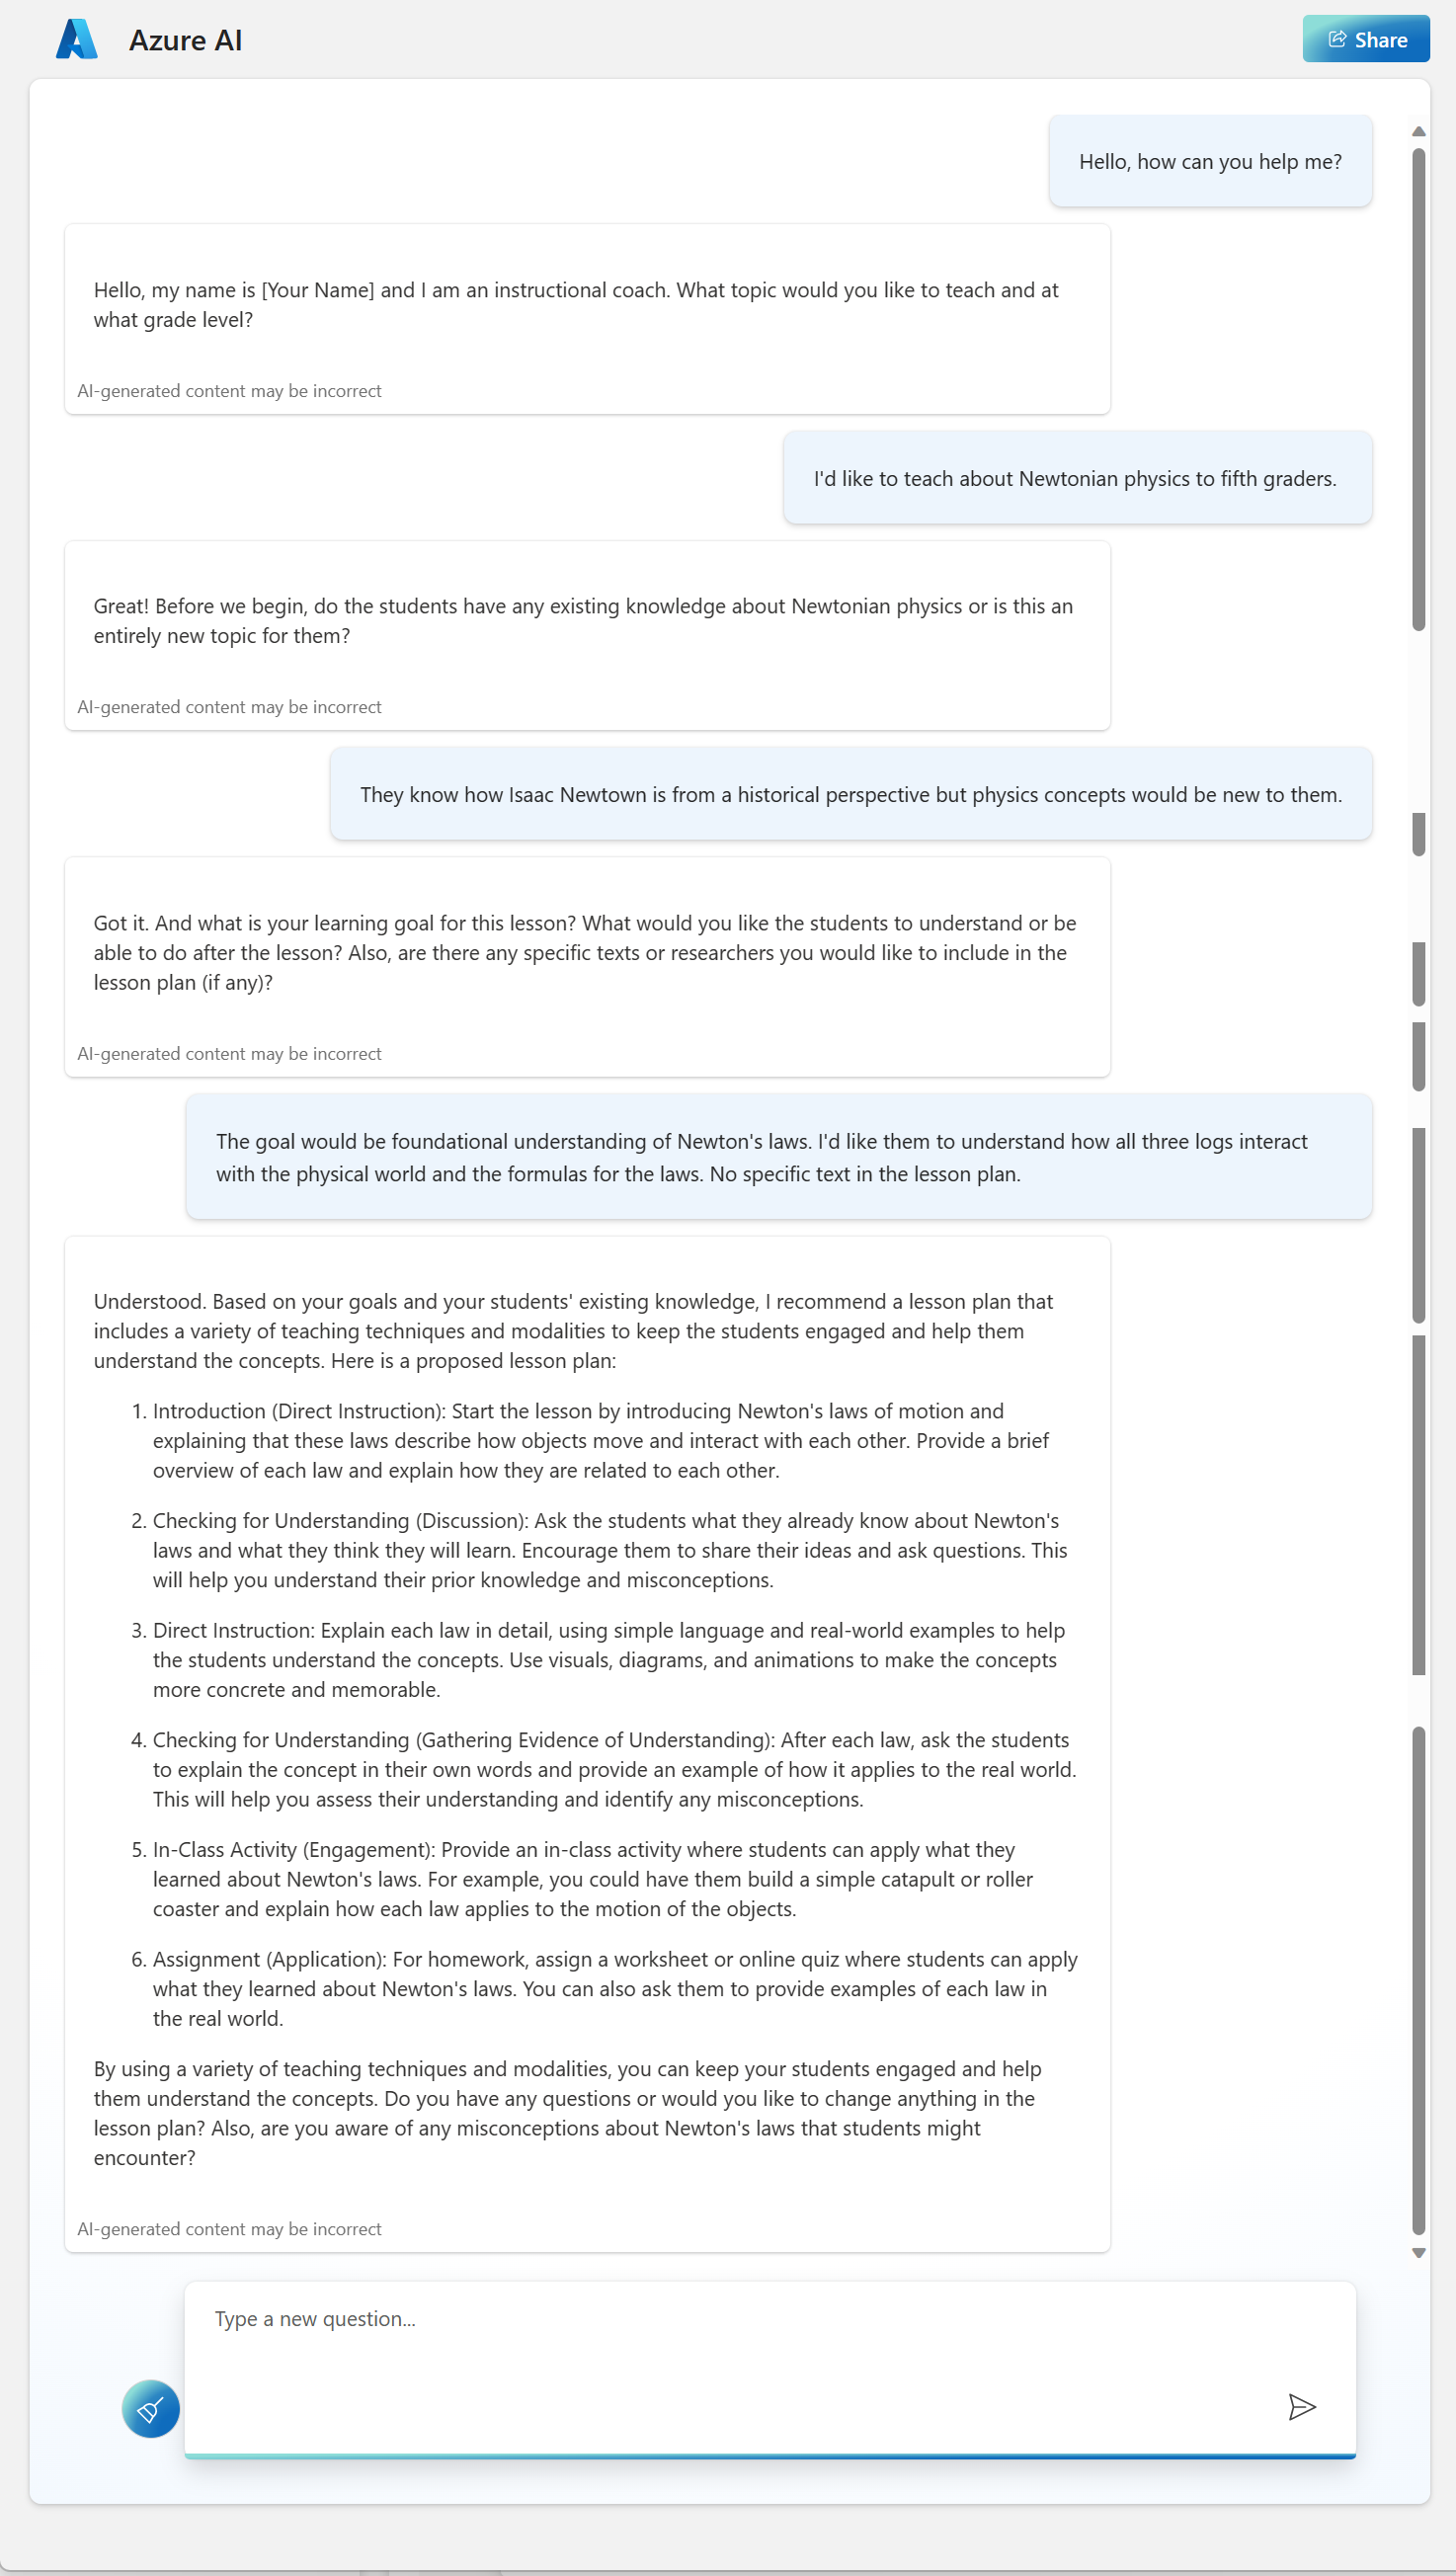 Azure AI
Share
Hello, how can you help me?
Hello, my name is [Your Name] and I am an instructional coach. What topic would you like to teach and at
what grade level?
AI-generated content may be incorrect
I'd like to teach about Newtonian physics to fifth graders.
Great! Before we begin, do the students have any existing knowledge about Newtonian physics or is this an
entirely new topic for them?
AI-generated content may be incorrect
They know how Isaac Newtown is from a historical perspective but physics concepts would be new to them.
Got it. And what is your learning goal for this lesson? What would you like the students to understand or be
able to do after the lesson? Also, are there any specific texts or researchers you would like to include in the
lesson plan (if any)?
AI-generated content may be incorrect
The goal would be foundational understanding of Newton's laws. I'd like them to understand how all three logs interact
with the physical world and the formulas for the laws. No specific text in the lesson plan.
Understood. Based on your goals and your students' existing knowledge, I recommend a lesson plan that
includes a variety of teaching techniques and modalities to keep the students engaged and help them
understand the concepts. Here is a proposed lesson plan:
1. Introduction (Direct Instruction): Start the lesson by introducing Newton's laws of motion and
explaining that these laws describe how objects move and interact with each other. Provide a brief
overview of each law and explain how they are related to each other.
2. Checking for Understanding (Discussion): Ask the students what they already know about Newton's
laws and what they think they will learn. Encourage them to share their ideas and ask questions. This
will help you understand their prior knowledge and misconceptions.
3. Direct Instruction: Explain each law in detail, using simple language and real-world examples to help
the students understand the concepts. Use visuals, diagrams, and animations to make the concepts
more concrete and memorable.
4. Checking for Understanding (Gathering Evidence of Understanding): After each law, ask the students
to explain the concept in their own words and provide an example of how it applies to the real world.
This will help you assess their understanding and identify any misconceptions.
5. In-Class Activity (Engagement): Provide an in-class activity where students can apply what they
learned about Newton's laws. For example, you could have them build a simple catapult or roller
coaster and explain how each law applies to the motion of the objects.
6. Assignment (Application): For homework, assign a worksheet or online quiz where students can apply
what they learned about Newton's laws. You can also ask them to provide examples of each law in
the real world.
By using a variety of teaching techniques and modalities, you can keep your students engaged and help
them understand the concepts. Do you have any questions or would you like to change anything in the
lesson plan? Also, are you aware of any misconceptions about Newton's laws that students might
encounter?
AI-generated content may be incorrect
Type a new question...